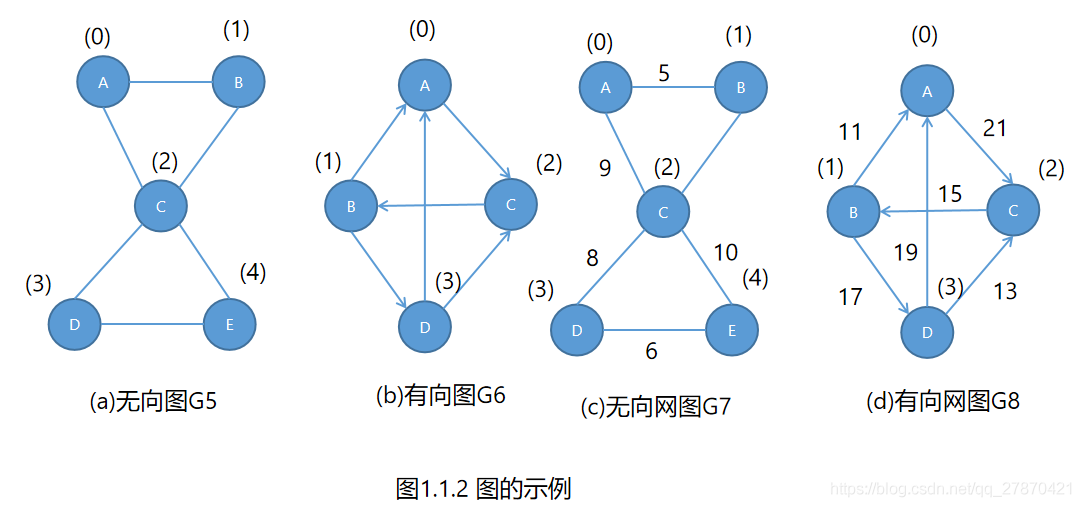 (0)
(1)
A
B
(2)
C
(3)
(4)
D
E
(a)无向图G5
(0)
A
(1)
(2)
B
C
(3)
D
(b)有向图G6
(0)
(1)
A
5
B
9
(2)
C
8
10
(3)
(4)
D
E
6
(c)无向网图G7
(0)
A
11
21
(1)
(2)
15
B
C
19
17
(3)
13
D
(d)有向网图G8
图1.1.2 图的示例
https://blog.csdn.net/qq_27870421